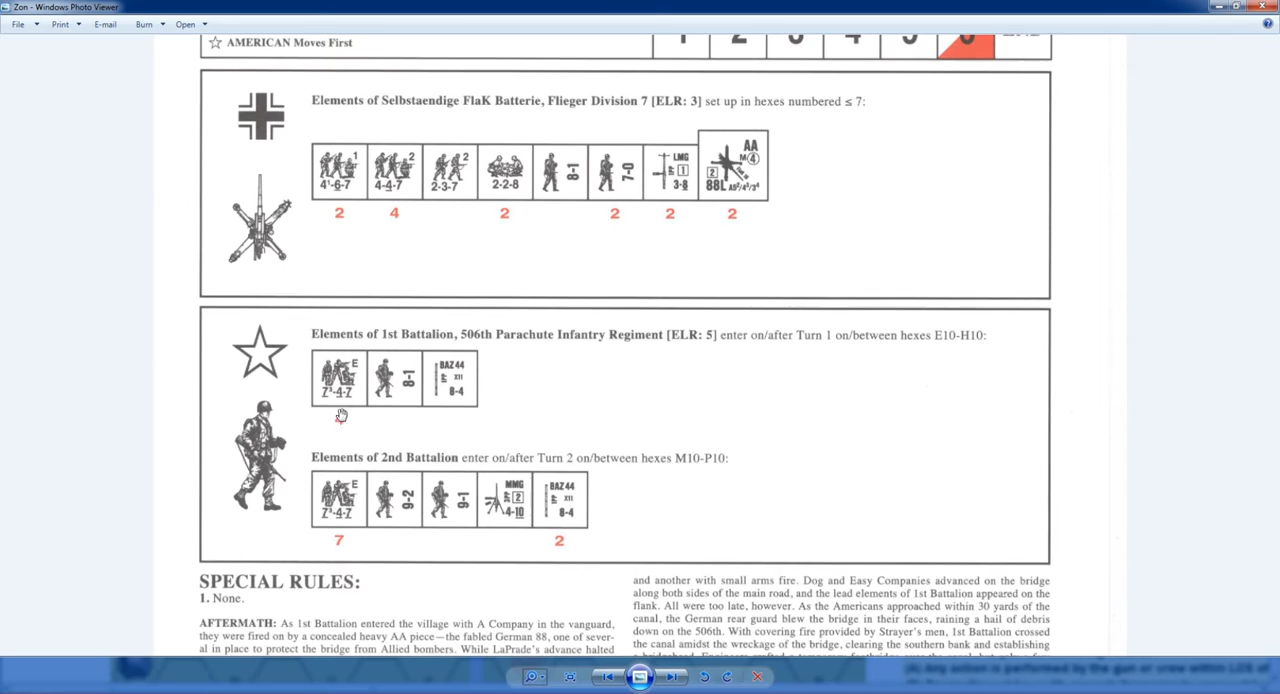 Zon - Windows Photo Viewer
File Print E-mail Burn Open
☆ AMERICAN Moves First
1 2 3 4 5 6
Elements of Selbstaendige FlaK Batterie, Flieger Division 7 [ELR: 3] set up in hexes numbered ≤ 7:
1 4¹-6-7 2 4-4-7 2 2-3-7 2-2-8 8-1 7-0 LMG 1 3-8 AA M④ 2 88L
2 4 2 2 2 2
Elements of 1st Battalion, 506th Parachute Infantry Regiment [ELR: 5] enter on/after Turn 1 on/between hexes E10-H10:
E 7³-4-7 8-1 BAZ 44 XII 8-4
Elements of 2nd Battalion enter on/after Turn 2 on/between hexes M10-P10:
E 7³-4-7 9-2 9-1 MMG 2 4-10 BAZ 44 XII 8-4
7 2
SPECIAL RULES:
1. None.
AFTERMATH: As 1st Battalion entered the village with A Company in the vanguard,
they were fired on by a concealed heavy AA piece—the fabled German 88, one of sever-
al in place to protect the bridge from Allied bombers. While LaPrade's advance halted
and another with small arms fire. Dog and Easy Companies advanced on the bridge
along both sides of the main road, and the lead elements of 1st Battalion appeared on the
flank. All were too late, however. As the Americans approached within 30 yards of the
canal, the German rear guard blew the bridge in their faces, raining a hail of debris
down on the 506th. With covering fire provided by Strayer's men, 1st Battalion crossed
the canal amidst the wreckage of the bridge, clearing the southern bank and establishing